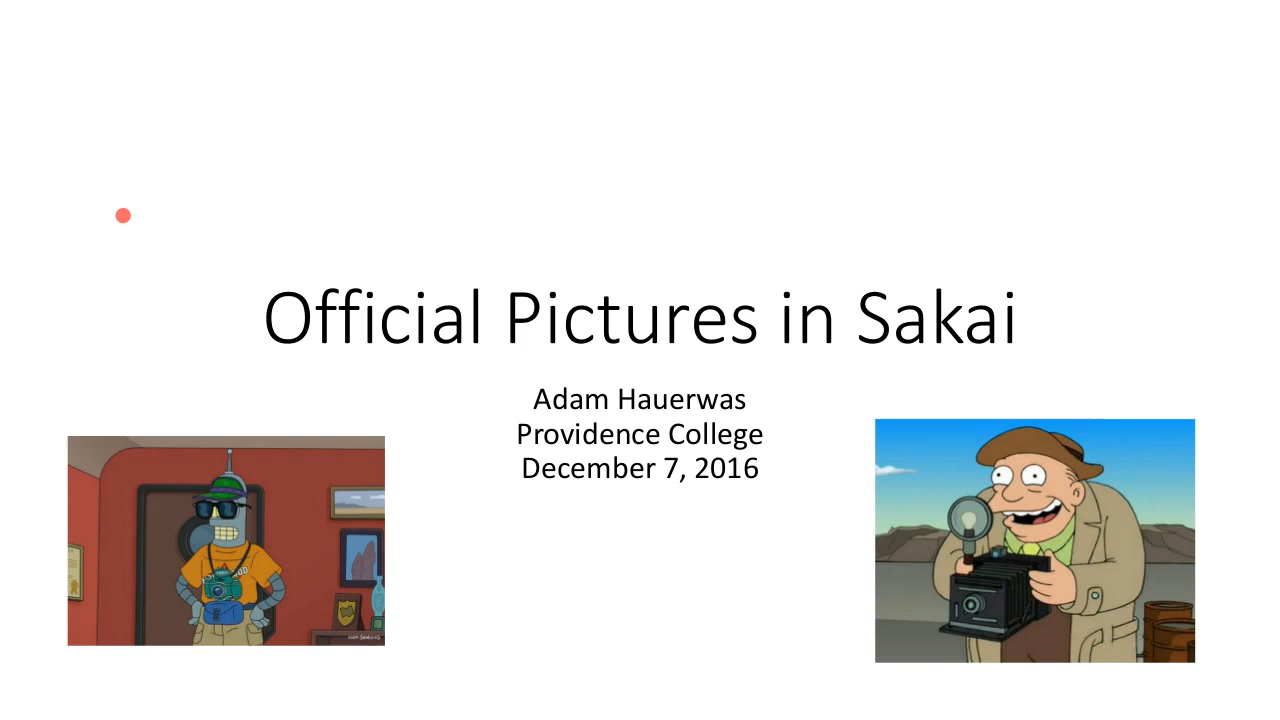 Official Pictures in Sakai
Adam Hauerwas
Providence College
December 7, 2016